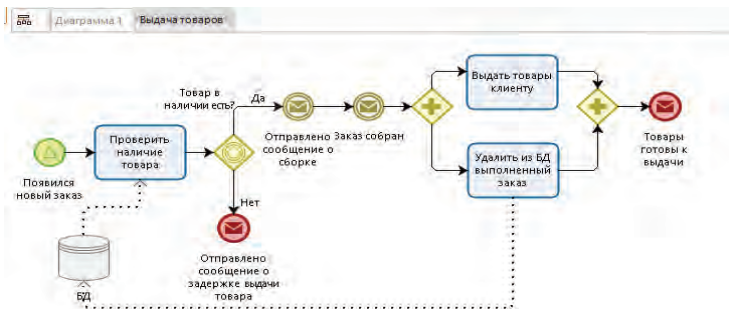 Диаграмма 1 Выдача товаров
Товар в
наличии есть?
Да
Выдать товары
клиенту
Проверить
наличие
товара
Отправлено
сообщение о
сборке
Заказ собран
Товары
готовы к
выдачи
Появился
новый заказ
Удалить из БД
выполненный
заказ
Нет
Отправлено
сообщение о
задержке выдачи
товара
БД